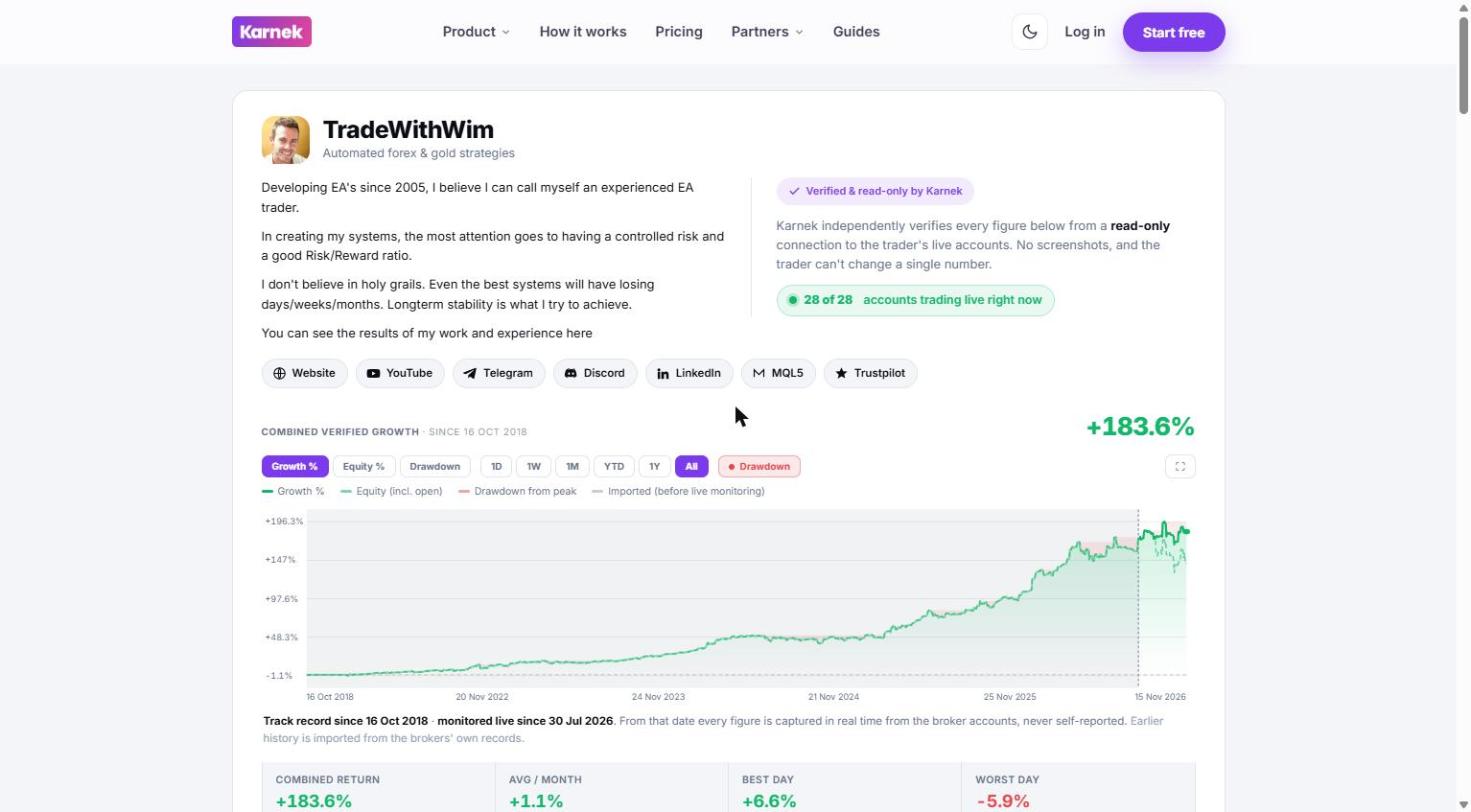 Karnek
Product
How it works
Pricing
Partners
Guides
Log in
Start free
TradeWithWim
Automated forex & gold strategies
Developing EA's since 2005, I believe I can call myself an experienced EA
trader.
In creating my systems, the most attention goes to having a controlled risk and
a good Risk/Reward ratio.
I don't believe in holy grails. Even the best systems will have losing
days/weeks/months. Longterm stability is what I try to achieve.
You can see the results of my work and experience here
Verified & read-only by Karnek
Karnek independently verifies every figure below from a read-only
connection to the trader's live accounts. No screenshots, and the
trader can't change a single number.
28 of 28 accounts trading live right now
Website
YouTube
Telegram
Discord
LinkedIn
MQL5
Trustpilot
COMBINED VERIFIED GROWTH · SINCE 16 OCT 2018
+183.6%
Growth %
Equity %
Drawdown
1D
1W
1M
YTD
1Y
All
Drawdown
Growth %
Equity (incl. open)
Drawdown from peak
Imported (before live monitoring)
+196.3%
+147%
+97.6%
+48.3%
-1.1%
16 Oct 2018
20 Nov 2022
24 Nov 2023
21 Nov 2024
25 Nov 2025
15 Nov 2026
Track record since 16 Oct 2018 · monitored live since 30 Jul 2026. From that date every figure is captured in real time from the broker accounts, never self-reported. Earlier
history is imported from the brokers' own records.
COMBINED RETURN
+183.6%
AVG / MONTH
+1.1%
BEST DAY
+6.6%
WORST DAY
-5.9%